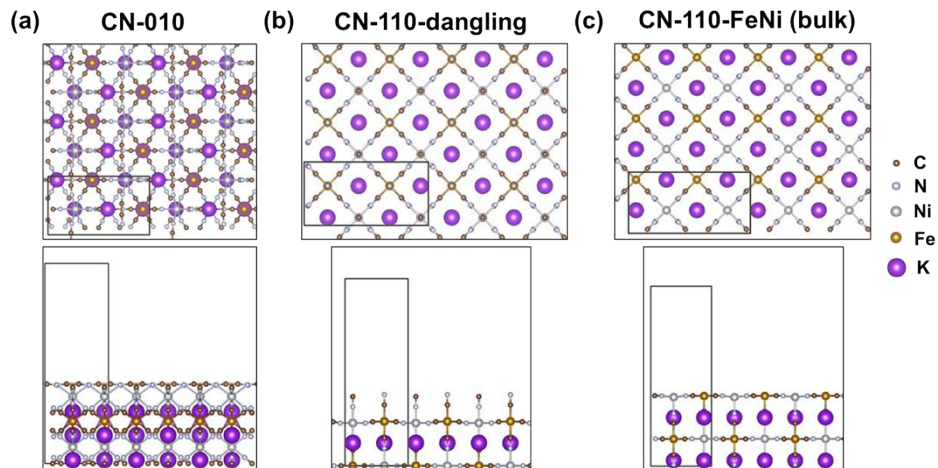 (a) CN-010
(b) CN-110-dangling
(c) CN-110-FeNi (bulk)
C
N
Ni
Fe
K